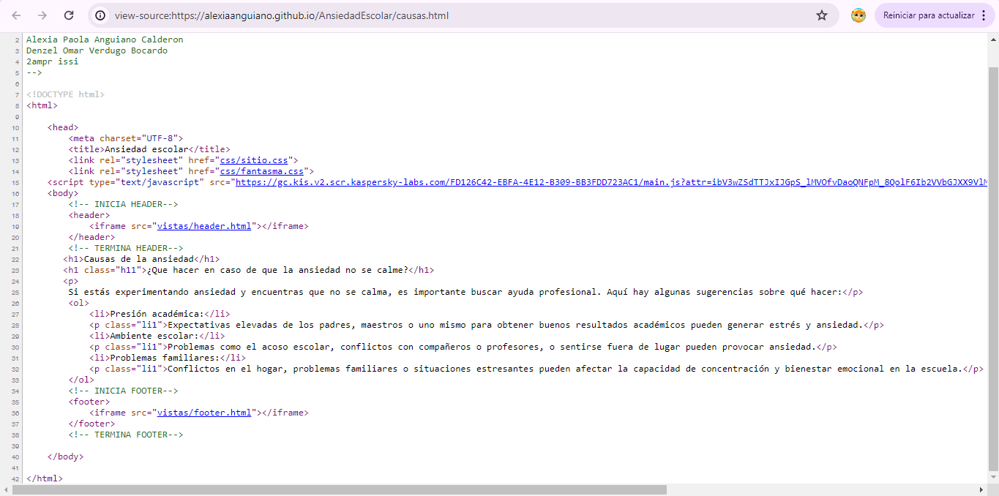 view-source:https://alexiaanguiano.github.io/AnsiedadEscolar/causas.html
Reiniciar para actualizar
2 Alexia Paola Anguiano Calderon
3 Denzel Omar Verdugo Bocardo
4 2ampr issi
5 -->
6
7 <!DOCTYPE html>
8 <html>
9
10 <head>
11 <meta charset="UTF-8">
12 <title>Ansiedad escolar</title>
13 <link rel="stylesheet" href="css/sitio.css">
14 <link rel="stylesheet" href="css/fantasma.css">
15 <script type="text/javascript" src="https://gc.kis.v2.scr.kaspersky-labs.com/FD126C42-EBFA-4E12-B309-BB3FDD723AC1/main.js?attr=ibV3wZSdTTJxIJGpS_lMVOfvDaoQNFpM_8QolF6Ib2VVbGJXX9VlM
16 <body>
17 <!-- INICIA HEADER-->
18 <header>
19 <iframe src="vistas/header.html"></iframe>
20 </header>
21 <!-- TERMINA HEADER-->
22 <h1>Causas de la ansiedad</h1>
23 <h1 class="h11">¿Que hacer en caso de que la ansiedad no se calme?</h1>
24 <p>
25 Si estás experimentando ansiedad y encuentras que no se calma, es importante buscar ayuda profesional. Aquí hay algunas sugerencias sobre qué hacer:</p>
26 <ol>
27 <li>Presión académica:</li>
28 <p class="li1">Expectativas elevadas de los padres, maestros o uno mismo para obtener buenos resultados académicos pueden generar estrés y ansiedad.</p>
29 <li>Ambiente escolar:</li>
30 <p class="li1">Problemas como el acoso escolar, conflictos con compañeros o profesores, o sentirse fuera de lugar pueden provocar ansiedad.</p>
31 <li>Problemas familiares:</li>
32 <p class="li1">Conflictos en el hogar, problemas familiares o situaciones estresantes pueden afectar la capacidad de concentración y bienestar emocional en la escuela.</p>
33 </ol>
34 <!-- INICIA FOOTER-->
35 <footer>
36 <iframe src="vistas/footer.html"></iframe>
37 </footer>
38 <!-- TERMINA FOOTER-->
39
40 </body>
41
42 </html>